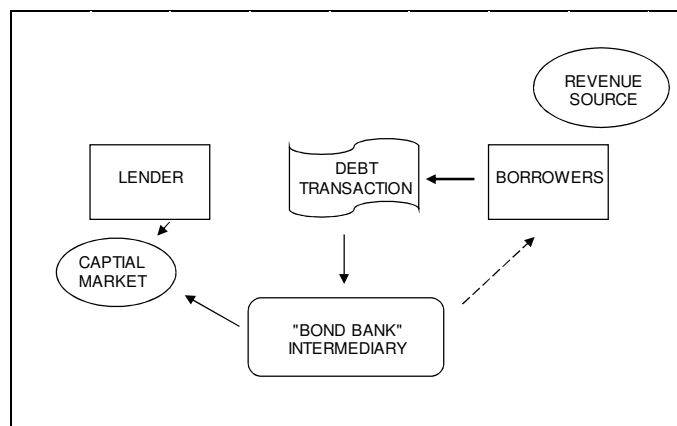 REVENUE
SOURCE
LENDER
DEBT
TRANSACTION
BORROWERS
CAPTIAL
MARKET
"BOND BANK"
INTERMEDIARY